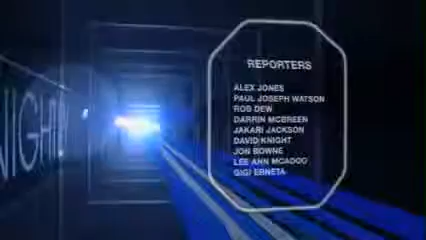 NIGH
REPORTERS
ALEX JONES
PAUL JOSEPH WATSON
ROB DEW
DARRIN MCBREEN
JAKARI JACKSON
DAVID KNIGHT
JON BOWNE
LEE ANN MCADOO
GIGI ERNETA